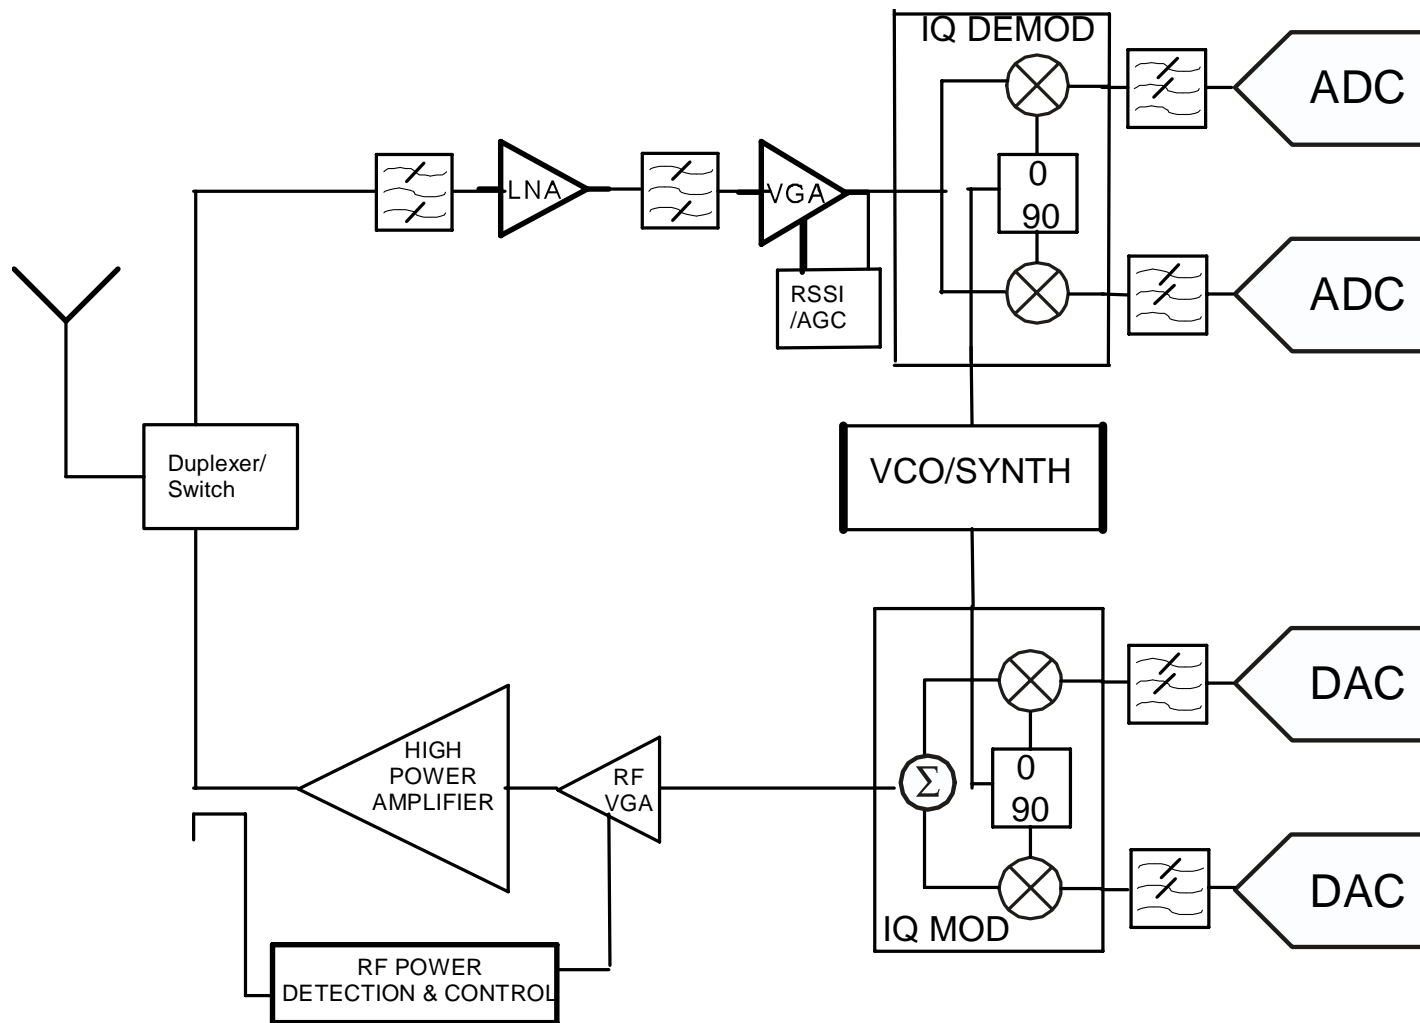 IQ DEMOD
ADC
LNA
VGA
0
90
RSSI
/AGC
ADC
Duplexer/
Switch
VCO/SYNTH
HIGH
POWER
AMPLIFIER
RF
VGA
Σ
0
90
DAC
DAC
IQ MOD
RF POWER
DETECTION & CONTROL